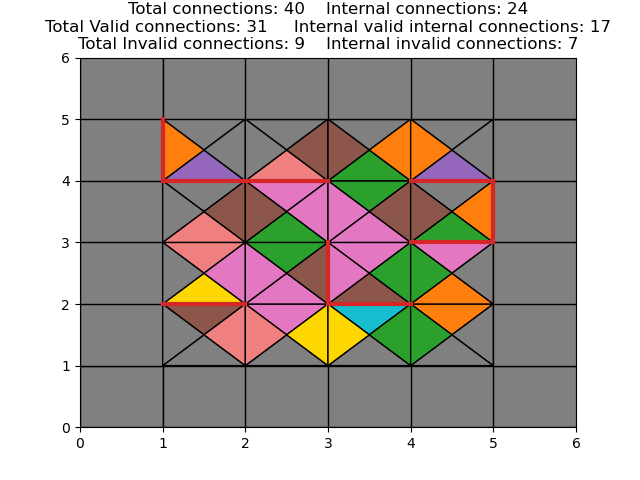 Total connections: 40    Internal connections: 24
Total Valid connections: 31     Internal valid internal connections: 17
Total Invalid connections: 9    Internal invalid connections: 7
6
5
4
3
2
1
0
0 1 2 3 4 5 6